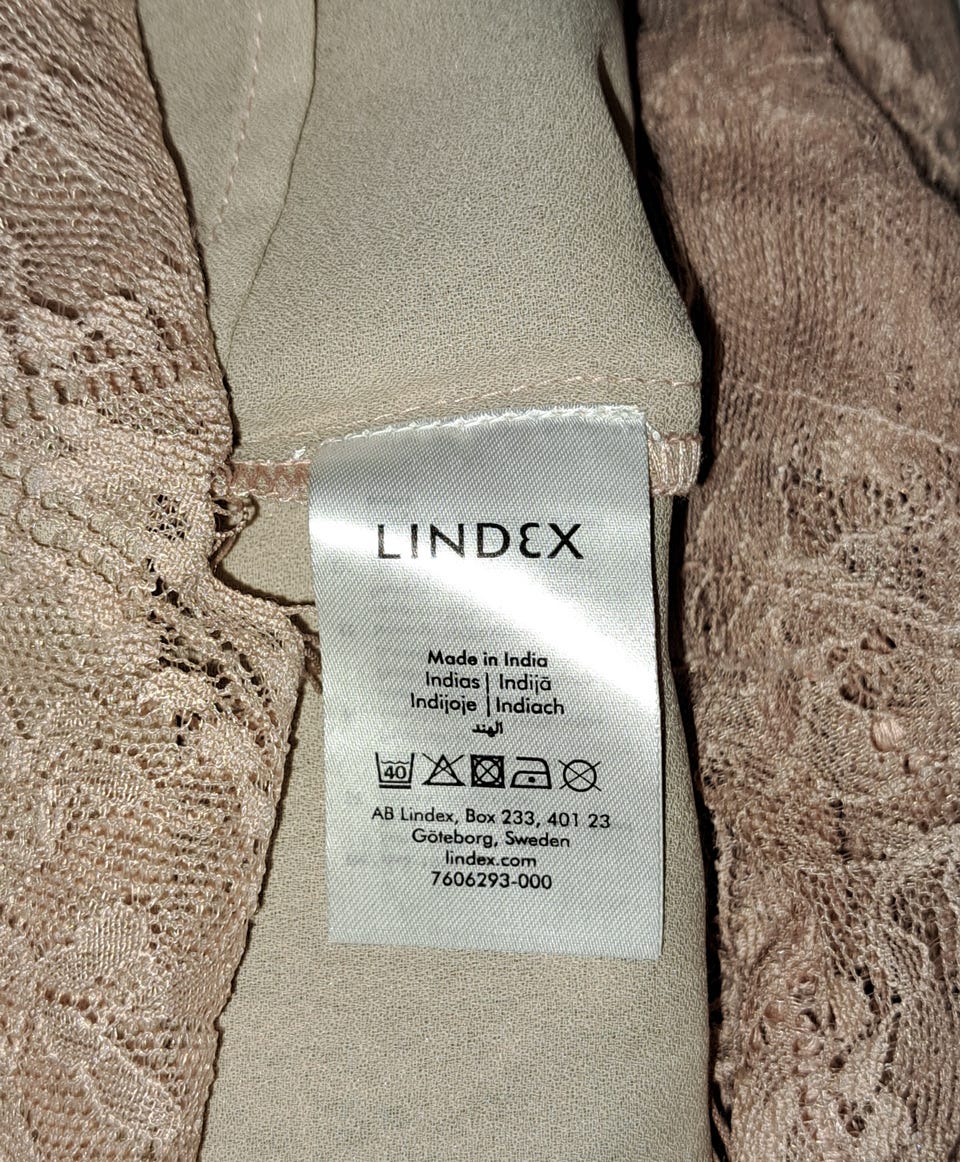 LINDEX
Made in India
Indias | Indijā
Indijoje | Indiach
الهند
40
AB Lindex, Box 233, 401 23
Göteborg, Sweden
lindex.com
7606293-000